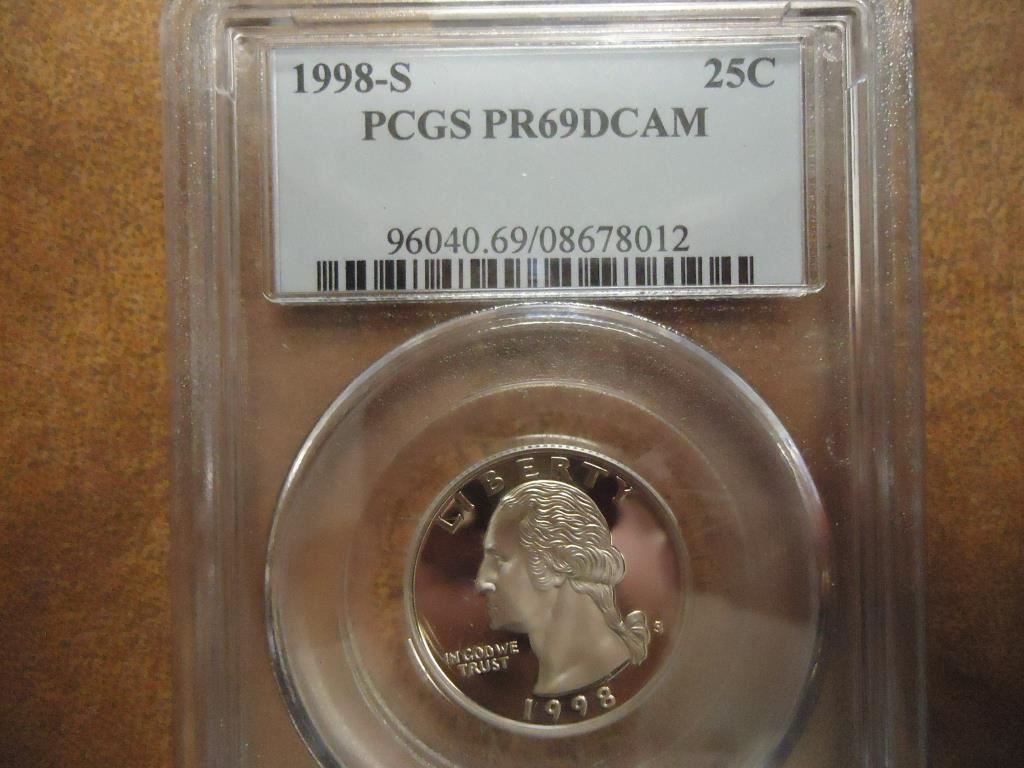 1998-S 25C
PCGS PR69DCAM
96040.69/08678012
LIBERTY
IN GOD WE
TRUST
S
1998